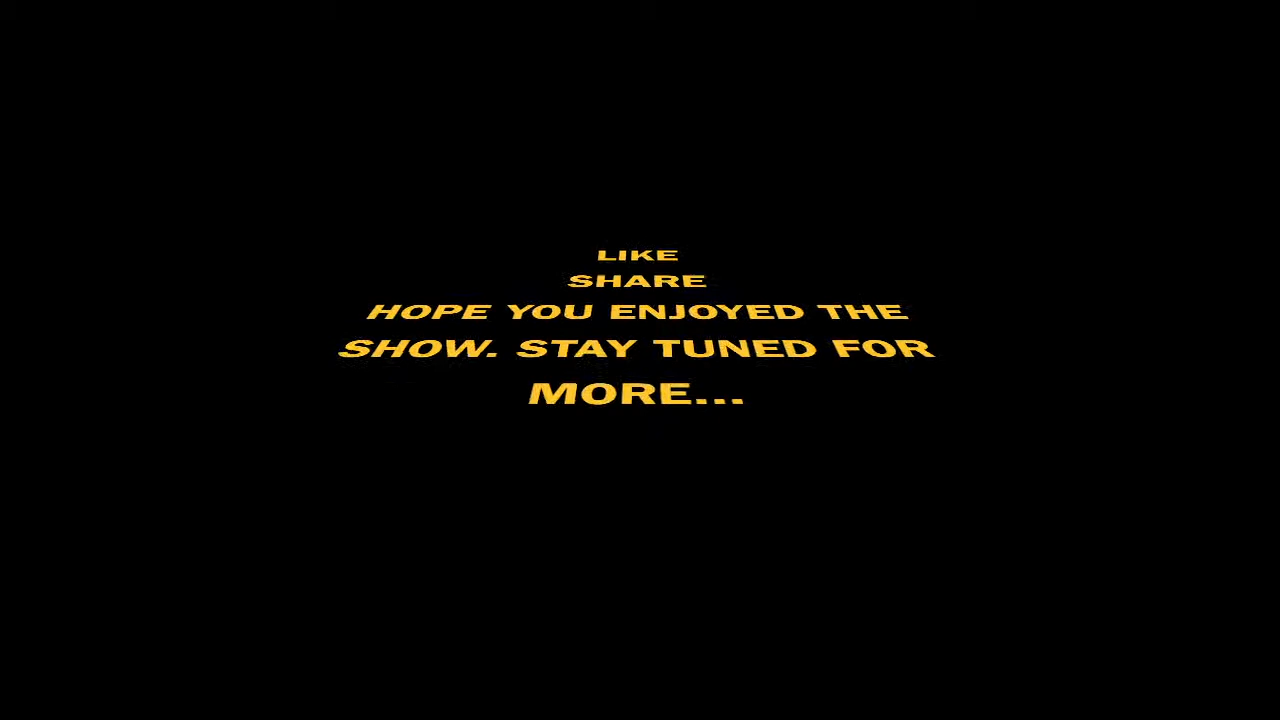 LIKE
SHARE
HOPE YOU ENJOYED THE
SHOW. STAY TUNED FOR
MORE...